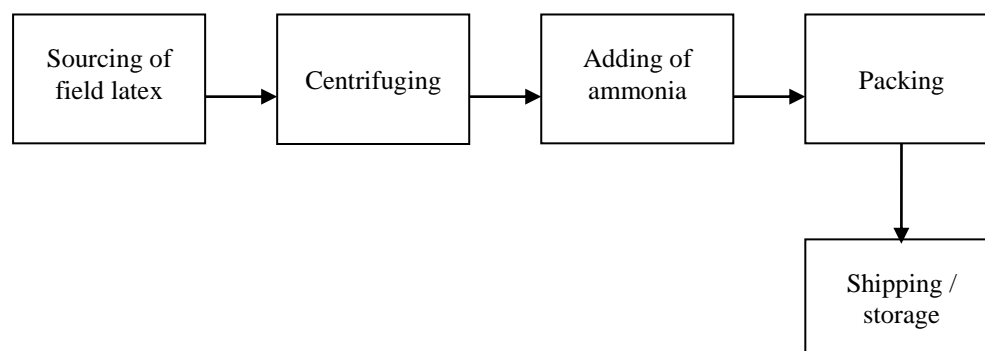 Sourcing of
field latex
Centrifuging
Adding of
ammonia
Packing
Shipping /
storage